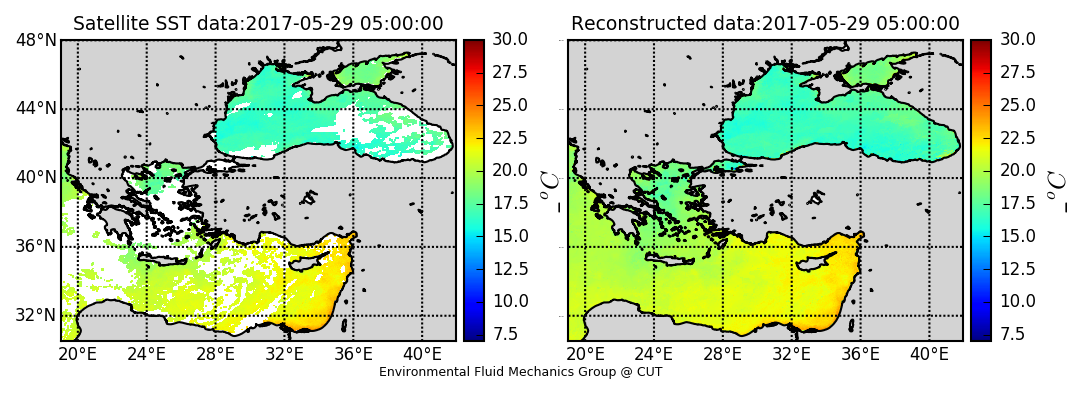 Satellite SST data:2017-05-29 05:00:00
Reconstructed data:2017-05-29 05:00:00
48°N
44°N
40°N
36°N
32°N
20°E 24°E 28°E 32°E 36°E 40°E
30.0
27.5
25.0
22.5
20.0
17.5
15.0
12.5
10.0
7.5
_ °C
20°E 24°E 28°E 32°E 36°E 40°E
30.0
27.5
25.0
22.5
20.0
17.5
15.0
12.5
10.0
7.5
_ °C
Environmental Fluid Mechanics Group @ CUT